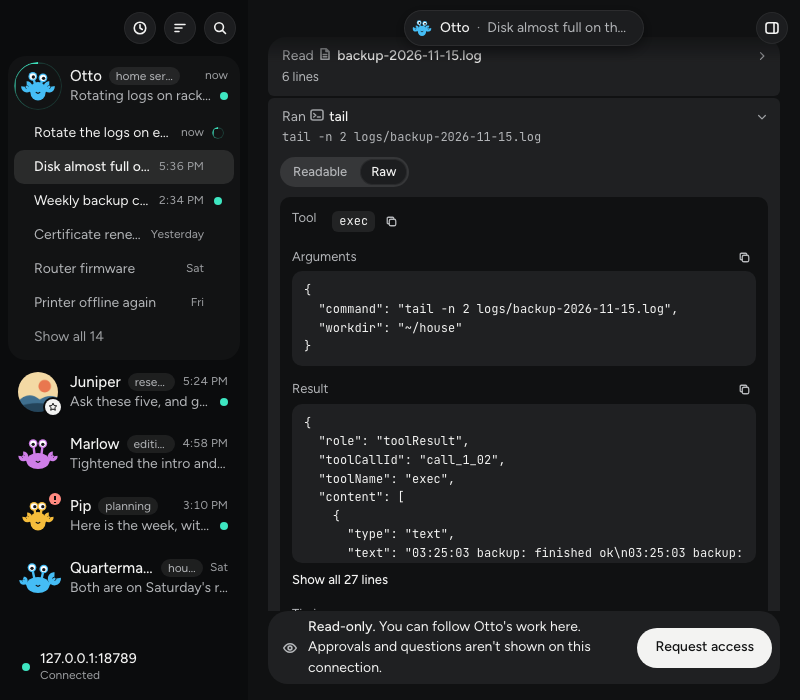 Otto home ser... now
Rotating logs on rack...
Rotate the logs on e... now
Disk almost full o... 5:36 PM
Weekly backup c... 2:34 PM
Certificate rene... Yesterday
Router firmware Sat
Printer offline again Fri
Show all 14
Juniper rese... 5:24 PM
Ask these five, and g...
Marlow editi... 4:58 PM
Tightened the intro and...
Pip planning 3:10 PM
Here is the week, wit...
Quarterma... hou... Sat
Both are on Saturday's r...
127.0.0.1:18789
Connected
Otto · Disk almost full on th...
Read backup-2026-11-15.log
6 lines
Ran tail
tail -n 2 logs/backup-2026-11-15.log
Readable Raw
Tool exec
Arguments
{
"command": "tail -n 2 logs/backup-2026-11-15.log",
"workdir": "~/house"
}
Result
{
"role": "toolResult",
"toolCallId": "call_1_02",
"toolName": "exec",
"content": [
{
"type": "text",
"text": "03:25:03 backup: finished ok\n03:25:03 backup:
Show all 27 lines
Read-only. You can follow Otto's work here.
Approvals and questions aren't shown on this
connection.
Request access